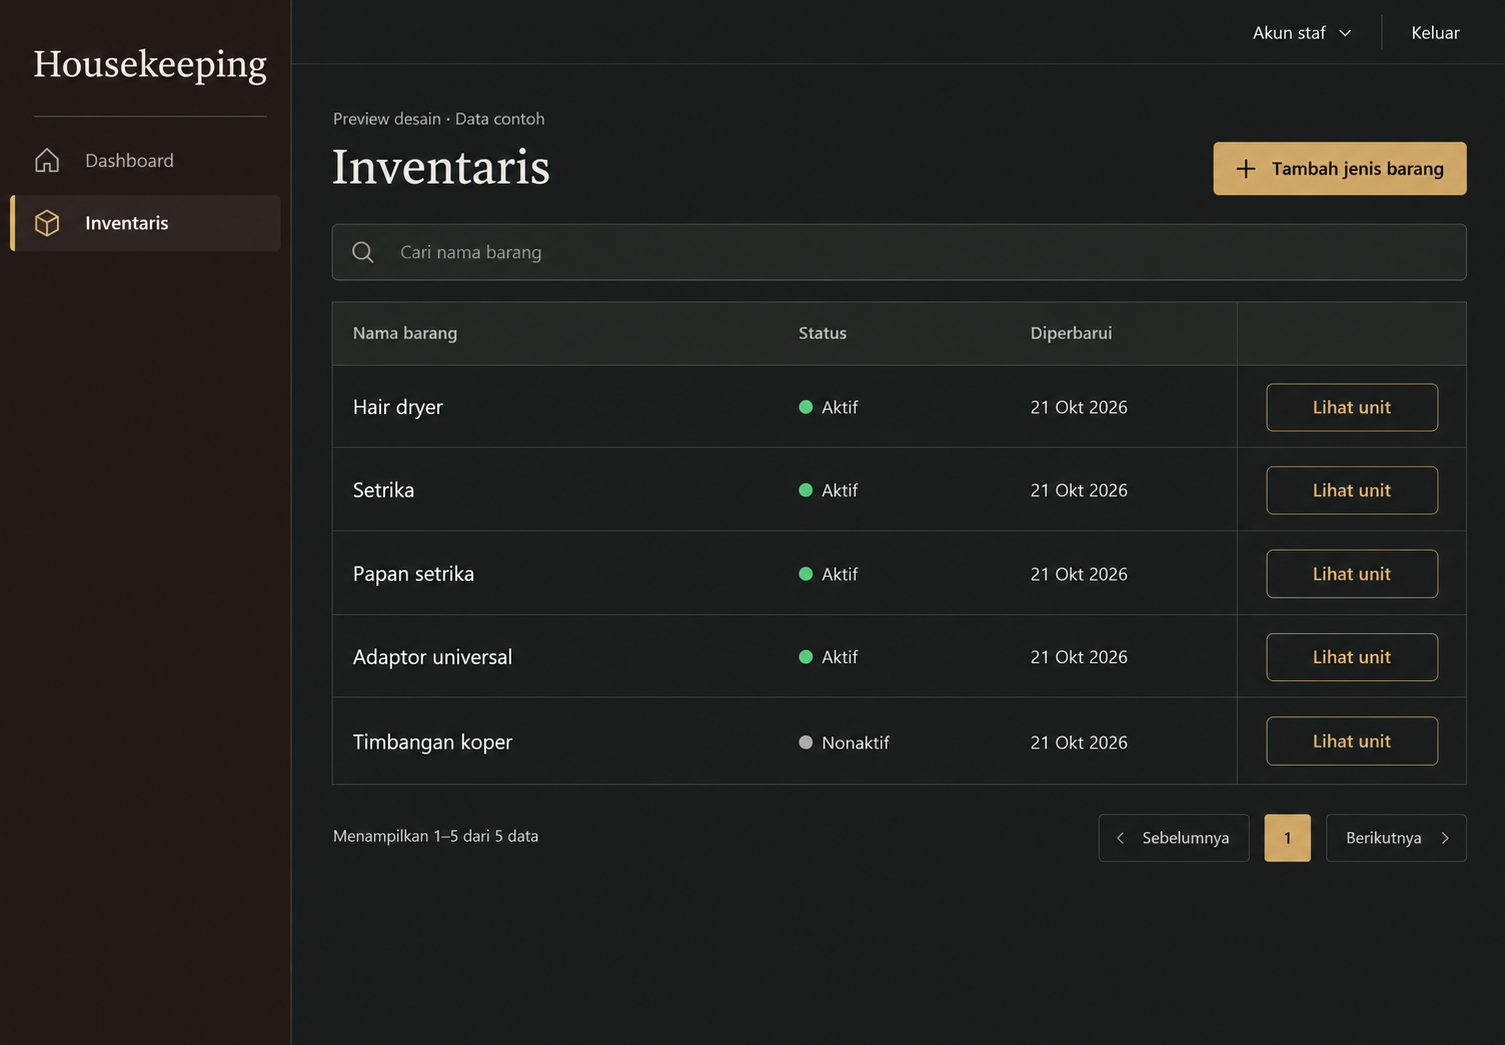 Housekeeping
Dashboard
Inventaris
Akun staf
Keluar
Preview desain · Data contoh
Inventaris
Tambah jenis barang
Cari nama barang
Nama barang Status Diperbarui
Hair dryer Aktif 21 Okt 2026 Lihat unit
Setrika Aktif 21 Okt 2026 Lihat unit
Papan setrika Aktif 21 Okt 2026 Lihat unit
Adaptor universal Aktif 21 Okt 2026 Lihat unit
Timbangan koper Nonaktif 21 Okt 2026 Lihat unit
Menampilkan 1–5 dari 5 data
Sebelumnya 1 Berikutnya